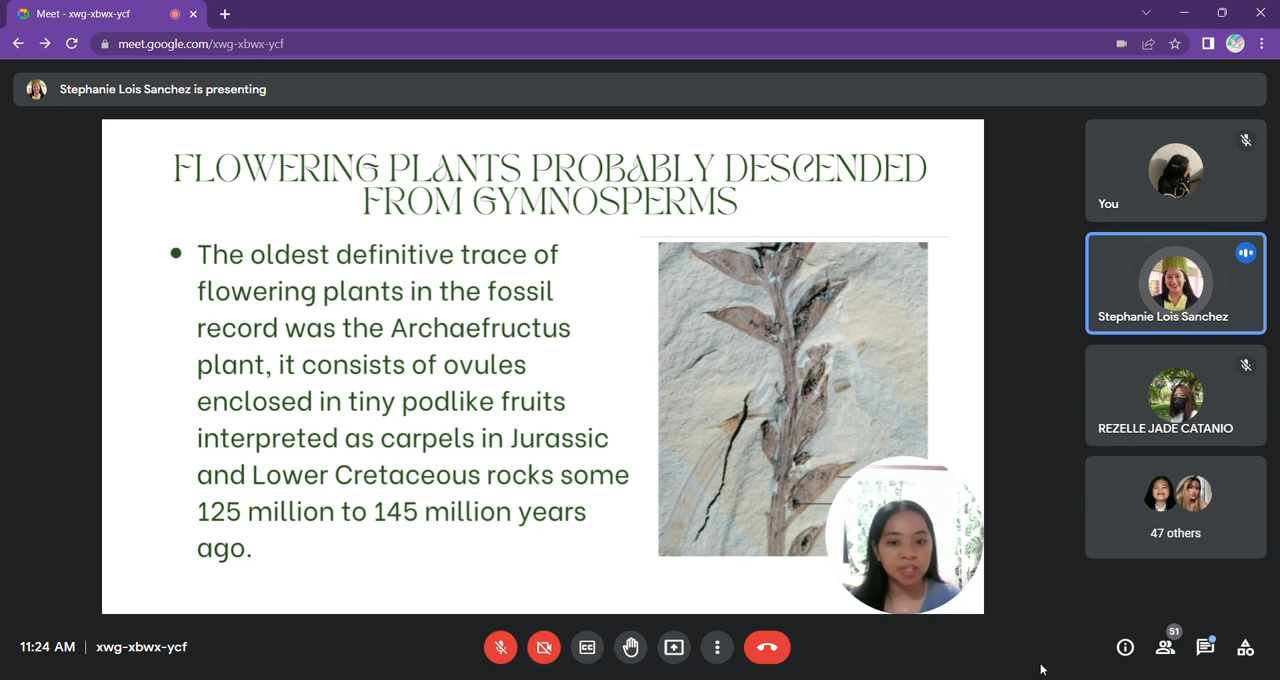 Meet - xwg-xbwx-ycf
meet.google.com/xwg-xbwx-ycf
Stephanie Lois Sanchez is presenting
FLOWERING PLANTS PROBABLY DESCENDED
FROM GYMNOSPERMS
• The oldest definitive trace of
flowering plants in the fossil
record was the Archaefructus
plant, it consists of ovules
enclosed in tiny podlike fruits
interpreted as carpels in Jurassic
and Lower Cretaceous rocks some
125 million to 145 million years
ago.
You
Stephanie Lois Sanchez
REZELLE JADE CATANIO
47 others
11:24 AM | xwg-xbwx-ycf
CC
51